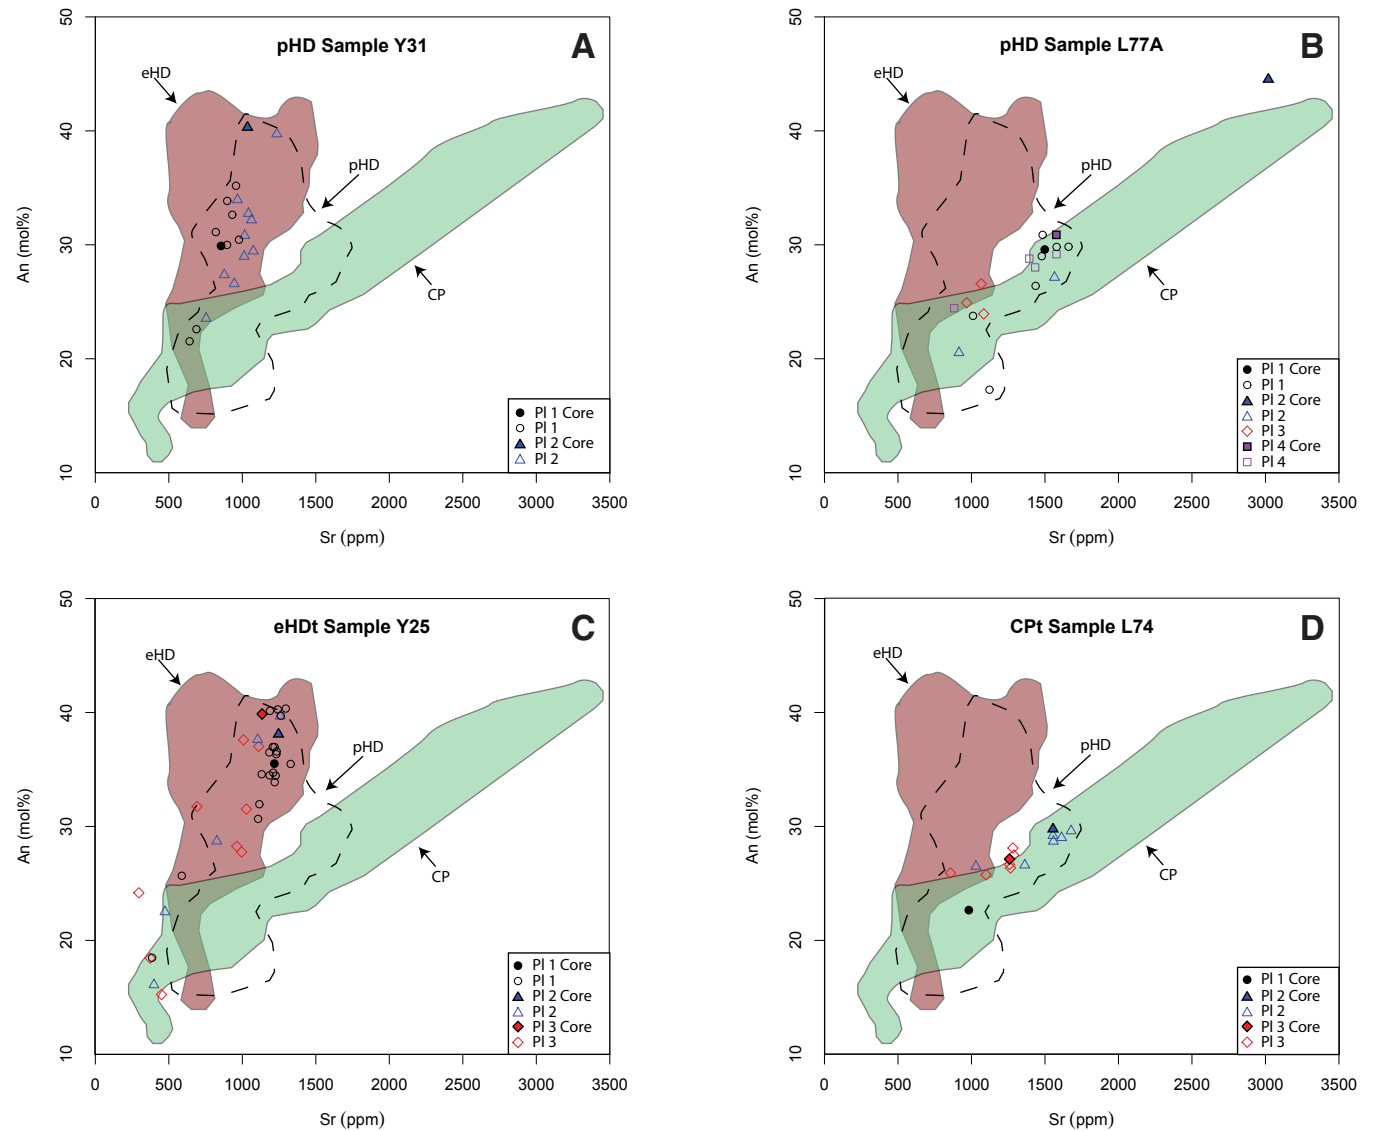 pHD Sample Y31
A
eHD
pHD
CP
An (mol%)
50
40
30
20
10
Pl 1 Core
Pl 1
Pl 2 Core
Pl 2
0 500 1000 1500 2000 2500 3000 3500
Sr (ppm)
pHD Sample L77A
B
eHD
pHD
CP
An (mol%)
50
40
30
20
10
Pl 1 Core
Pl 1
Pl 2 Core
Pl 2
Pl 3
Pl 4 Core
Pl 4
0 500 1000 1500 2000 2500 3000 3500
Sr (ppm)
eHDt Sample Y25
C
eHD
pHD
CP
An (mol%)
50
40
30
20
10
Pl 1 Core
Pl 1
Pl 2 Core
Pl 2
Pl 3 Core
Pl 3
0 500 1000 1500 2000 2500 3000 3500
Sr (ppm)
CPt Sample L74
D
eHD
pHD
CP
An (mol%)
50
40
30
20
10
Pl 1 Core
Pl 2 Core
Pl 2
Pl 3 Core
Pl 3
0 500 1000 1500 2000 2500 3000 3500
Sr (ppm)